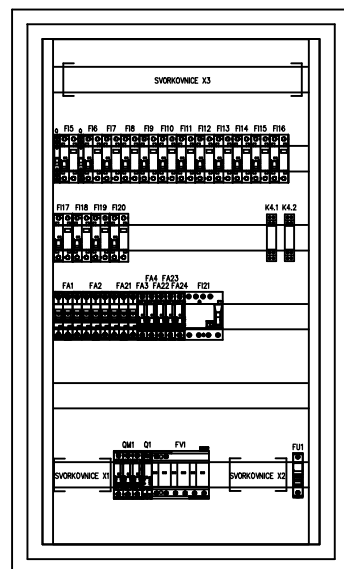 SVORKOVNICE X3
FI5 FI6 FI7 FI8 FI9 FI10 FI11 FI12 FI13 FI14 FI15 FI16
FI17 FI18 FI19 FI20 K4.1 K4.2
FA4 FA23
FA1 FA2 FA21 FA3 FA22 FA24 FI21
QM1 Q1 FV1 FU1
SVORKOVNICE X1 SVORKOVNICE X2